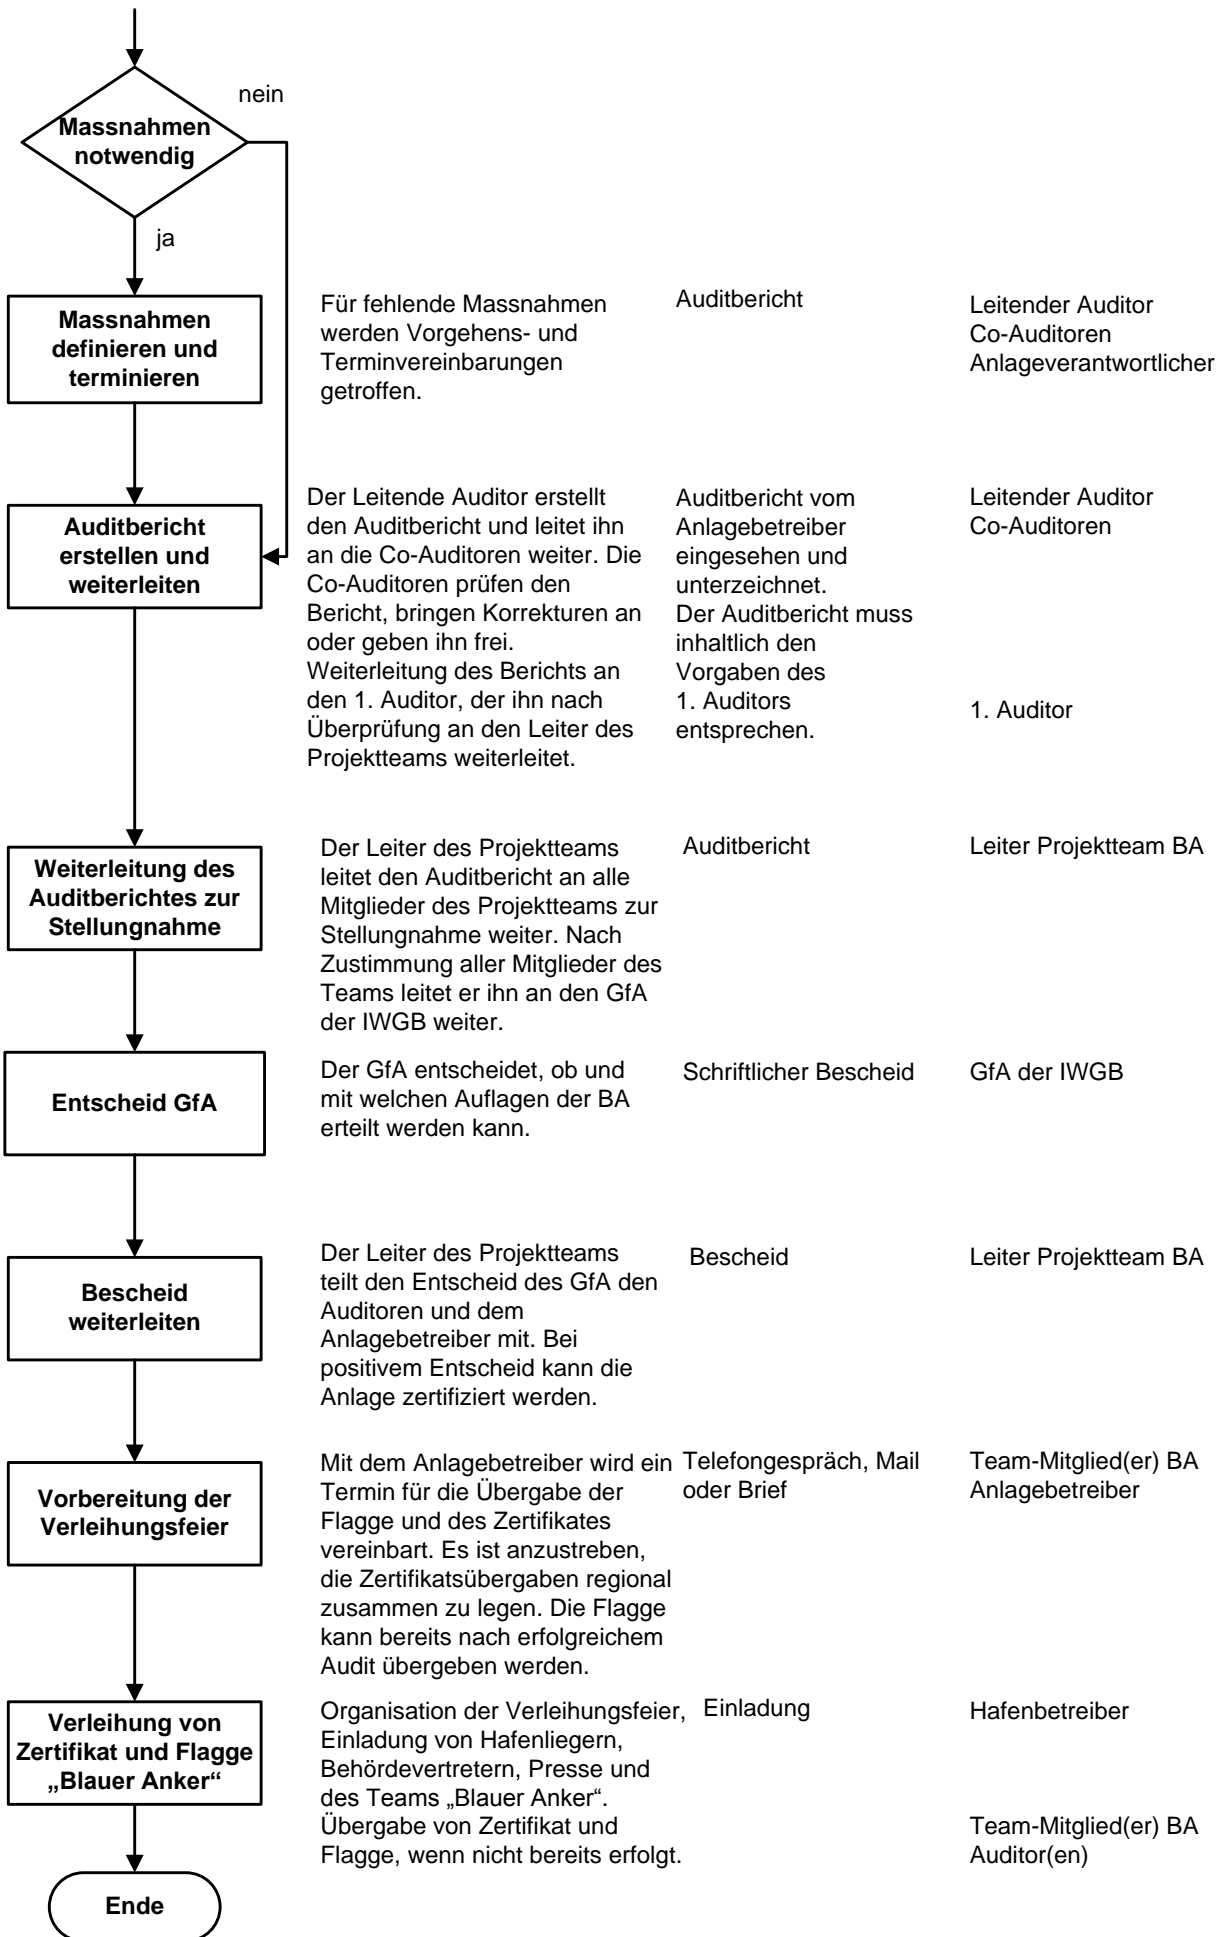 nein
Massnahmen
notwendig
ja
Massnahmen
definieren und
terminieren
Für fehlende Massnahmen
werden Vorgehens- und
Terminvereinbarungen
getroffen.
Auditbericht
Leitender Auditor
Co-Auditoren
Anlageverantwortlicher
Auditbericht
erstellen und
weiterleiten
Der Leitende Auditor erstellt
den Auditbericht und leitet ihn
an die Co-Auditoren weiter. Die
Co-Auditoren prüfen den
Bericht, bringen Korrekturen an
oder geben ihn frei.
Weiterleitung des Berichts an
den 1. Auditor, der ihn nach
Überprüfung an den Leiter des
Projektteams weiterleitet.
Auditbericht vom
Anlagebetreiber
eingesehen und
unterzeichnet.
Der Auditbericht muss
inhaltlich den
Vorgaben des
1. Auditors
entsprechen.
Leitender Auditor
Co-Auditoren
1. Auditor
Weiterleitung des
Auditberichtes zur
Stellungnahme
Der Leiter des Projektteams
leitet den Auditbericht an alle
Mitglieder des Projektteams zur
Stellungnahme weiter. Nach
Zustimmung aller Mitglieder des
Teams leitet er ihn an den GfA
der IWGB weiter.
Auditbericht
Leiter Projektteam BA
Entscheid GfA
Der GfA entscheidet, ob und
mit welchen Auflagen der BA
erteilt werden kann.
Schriftlicher Bescheid
GfA der IWGB
Bescheid
weiterleiten
Der Leiter des Projektteams
teilt den Entscheid des GfA den
Auditoren und dem
Anlagebetreiber mit. Bei
positivem Entscheid kann die
Anlage zertifiziert werden.
Bescheid
Leiter Projektteam BA
Vorbereitung der
Verleihungsfeier
Mit dem Anlagebetreiber wird ein
Termin für die Übergabe der
Flagge und des Zertifikates
vereinbart. Es ist anzustreben,
die Zertifikatsübergaben regional
zusammen zu legen. Die Flagge
kann bereits nach erfolgreichem
Audit übergeben werden.
Telefongespräch, Mail
oder Brief
Team-Mitglied(er) BA
Anlagebetreiber
Verleihung von
Zertifikat und Flagge
„Blauer Anker“
Organisation der Verleihungsfeier,
Einladung von Hafenliegern,
Behördevertretern, Presse und
des Teams „Blauer Anker“.
Übergabe von Zertifikat und
Flagge, wenn nicht bereits erfolgt.
Einladung
Hafenbetreiber
Team-Mitglied(er) BA
Auditor(en)
Ende